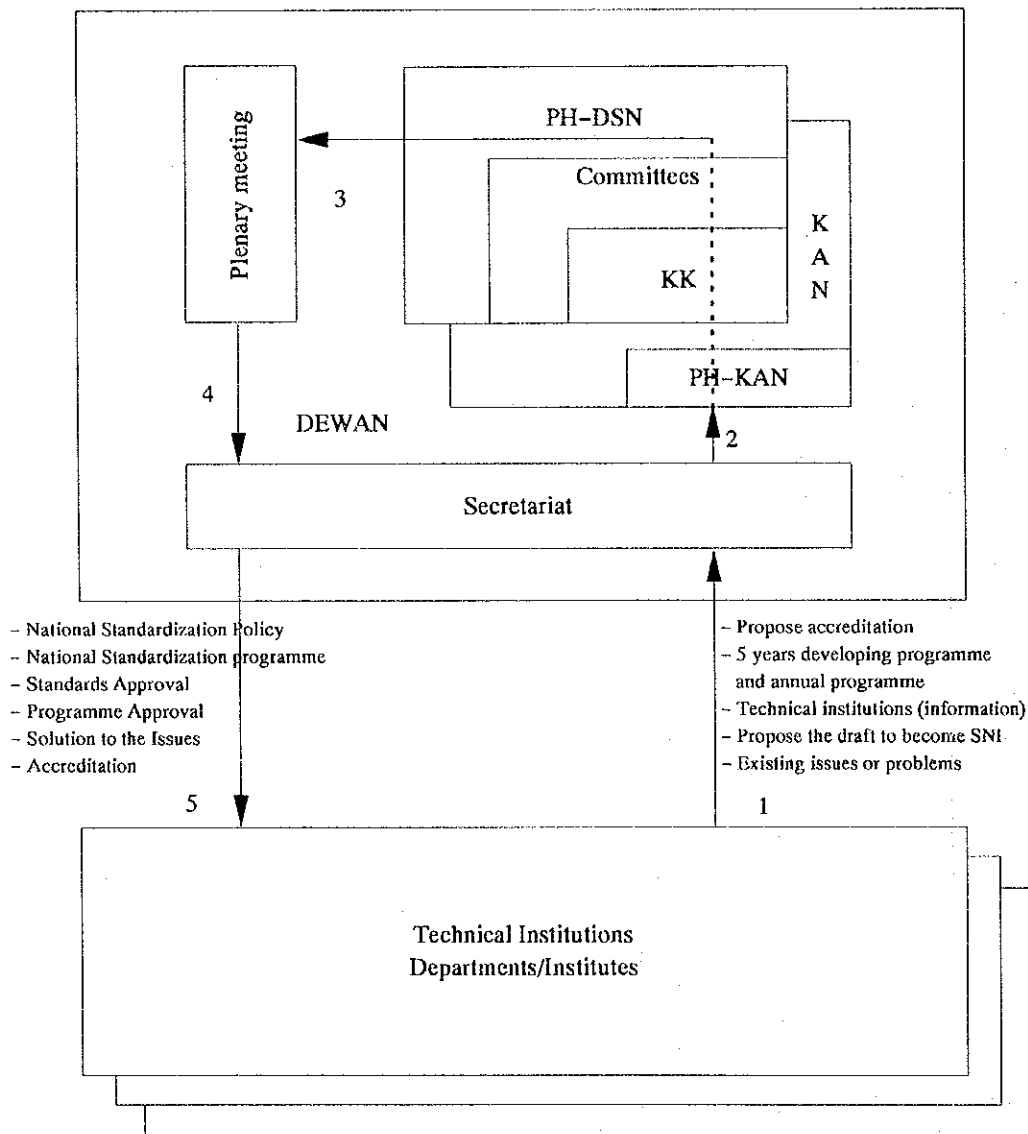 PH-DSN
Plenary meeting
Committees
3
K
A
N
KK
PH-KAN
4
DEWAN
2
Secretariat
- National Standardization Policy
- National Standardization programme
- Standards Approval
- Programme Approval
- Solution to the Issues
- Accreditation
- Propose accreditation
- 5 years developing programme
and annual programme
- Technical institutions (information)
- Propose the draft to become SNI
- Existing issues or problems
5
1
Technical Institutions
Departments/Institutes